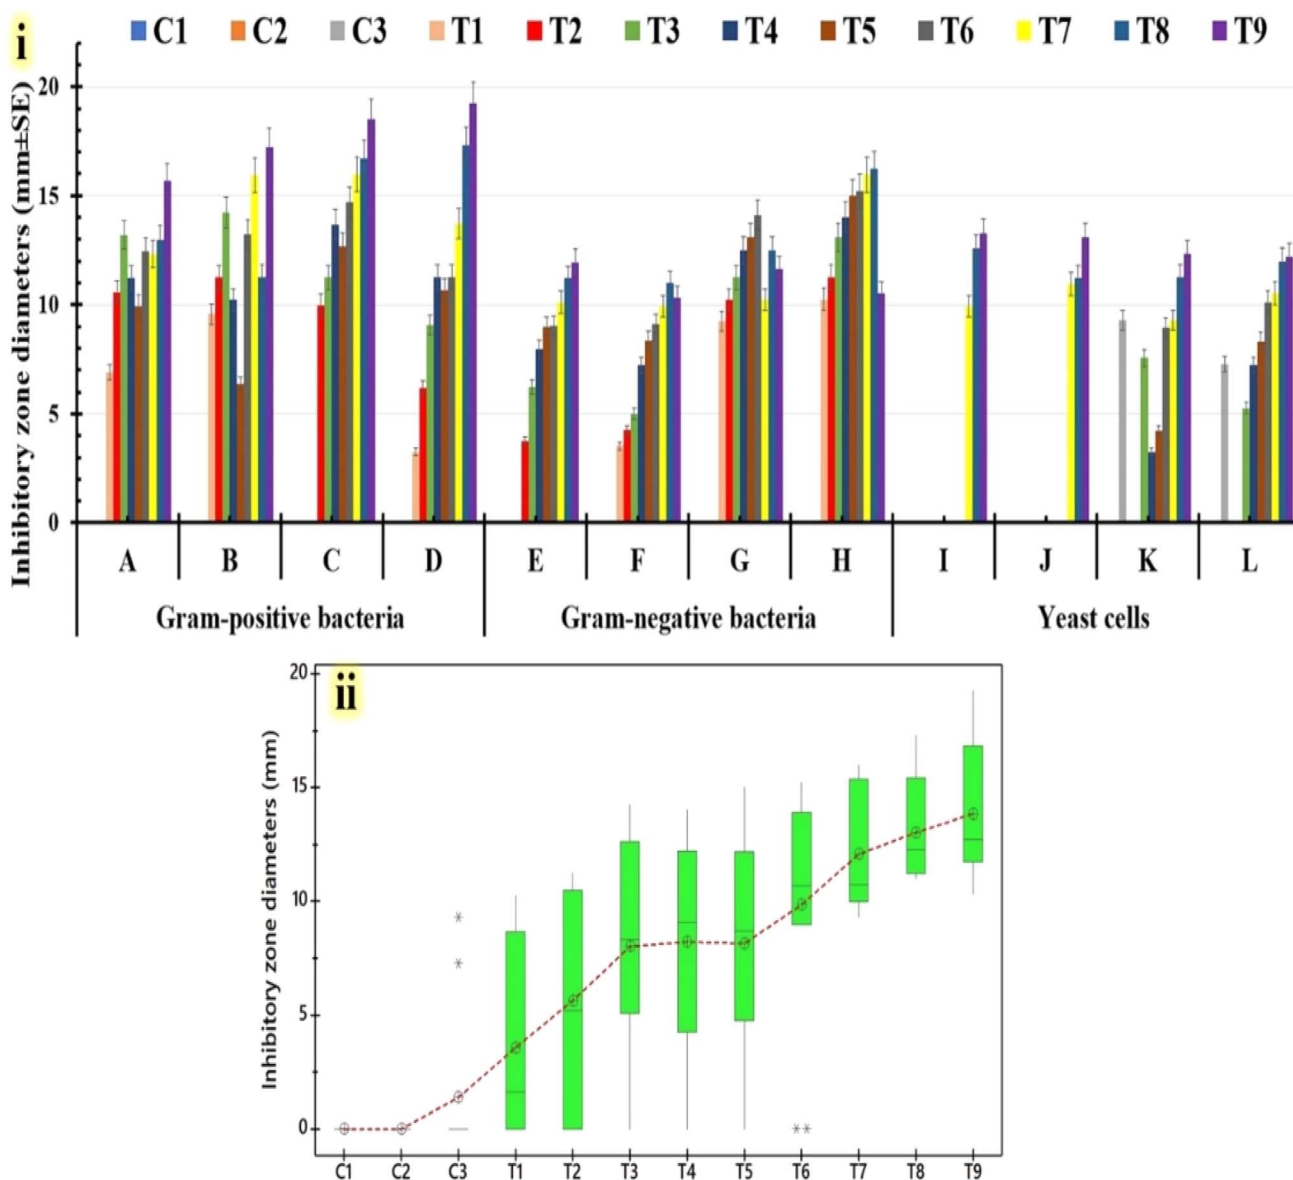 i
C1 C2 C3 T1 T2 T3 T4 T5 T6 T7 T8 T9
Inhibitory zone diameters (mm±SE)
20
15
10
5
0
A B C D E F G H I J K L
Gram-positive bacteria Gram-negative bacteria Yeast cells
ii
Inhibitory zone diameters (mm)
20
15
10
5
0
C1 C2 C3 T1 T2 T3 T4 T5 T6 T7 T8 T9